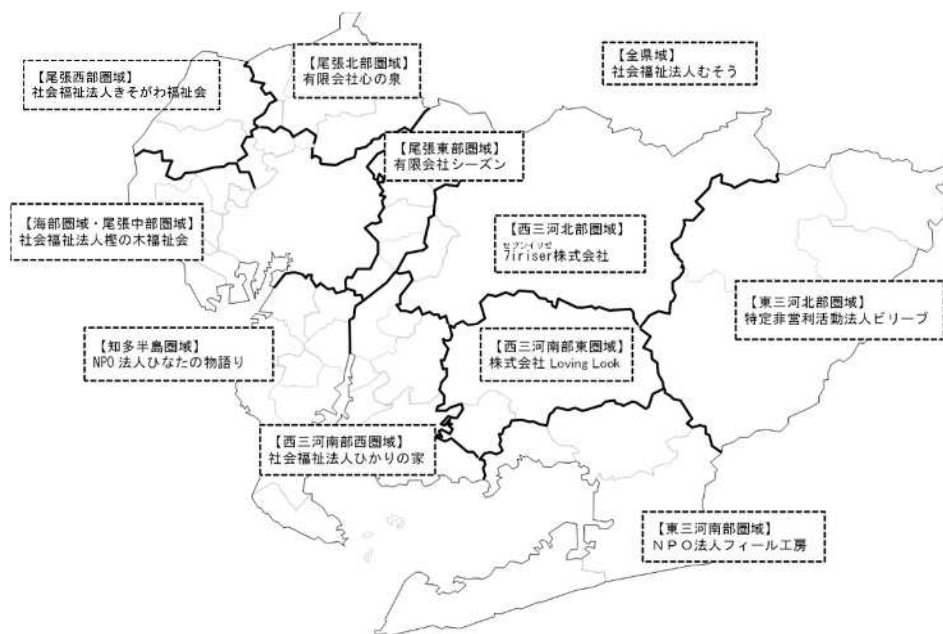 【尾張西部圏域】
社会福祉法人きそがわ福祉会
【尾張北部圏域】
有限会社心の泉
【全県域】
社会福祉法人むそう
【尾張東部圏域】
有限会社シーズン
【海部圏域・尾張中部圏域】
社会福祉法人樫の木福祉会
【西三河北部圏域】
セブンイリゼ
7iriser株式会社
【東三河北部圏域】
特定非営利活動法人ビリーブ
【知多半島圏域】
NPO法人ひなたの物語り
【西三河南部東圏域】
株式会社 Loving Look
【西三河南部西圏域】
社会福祉法人ひかりの家
【東三河南部圏域】
NPO法人フィール工房